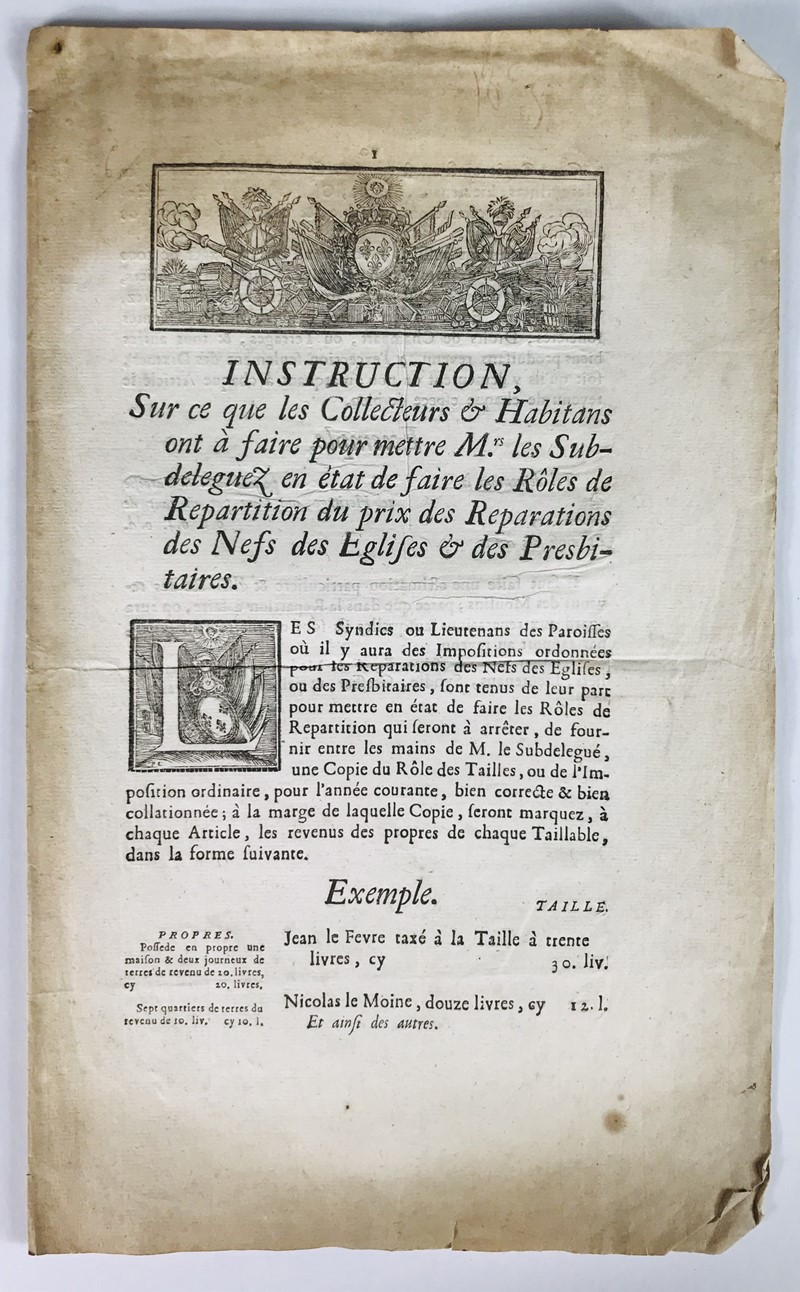 1
INSTRUCTION,
Sur ce que les Collecteurs & Habitans
ont à faire pour mettre M.rs les Sub-
deleguez en état de faire les Rôles de
Repartition du prix des Reparations
des Nefs des Egliſes & des Presbi-
taires.
LES Syndics ou Lieutenans des Paroiſſes
où il y aura des Impoſitions ordonnées
pour les Reparations des Nefs des Egliſes,
ou des Preſbitaires, ſont tenus de leur part
pour mettre en état de faire les Rôles de
Repartition qui ſeront à arrêter, de four-
nir entre les mains de M. le Subdelegué,
une Copie du Rôle des Tailles, ou de l'Im-
poſition ordinaire, pour l'année courante, bien correcte & bien
collationnée; à la marge de laquelle Copie, ſeront marquez, à
chaque Article, les revenus des propres de chaque Taillable,
dans la forme ſuivante.
Exemple.
TAILLE.
PROPRES.
Poſſede en propre une
maiſon & deux journeux de
terres de revenu de 20. livres,
cy 20. livres.
Jean le Fevre taxé à la Taille à trente
livres, cy 30. liv.
Sept quartiers de terres du
revenu de 10. liv. cy 10. l.
Nicolas le Moine, douze livres, cy 12. l.
Et ainſi des autres.